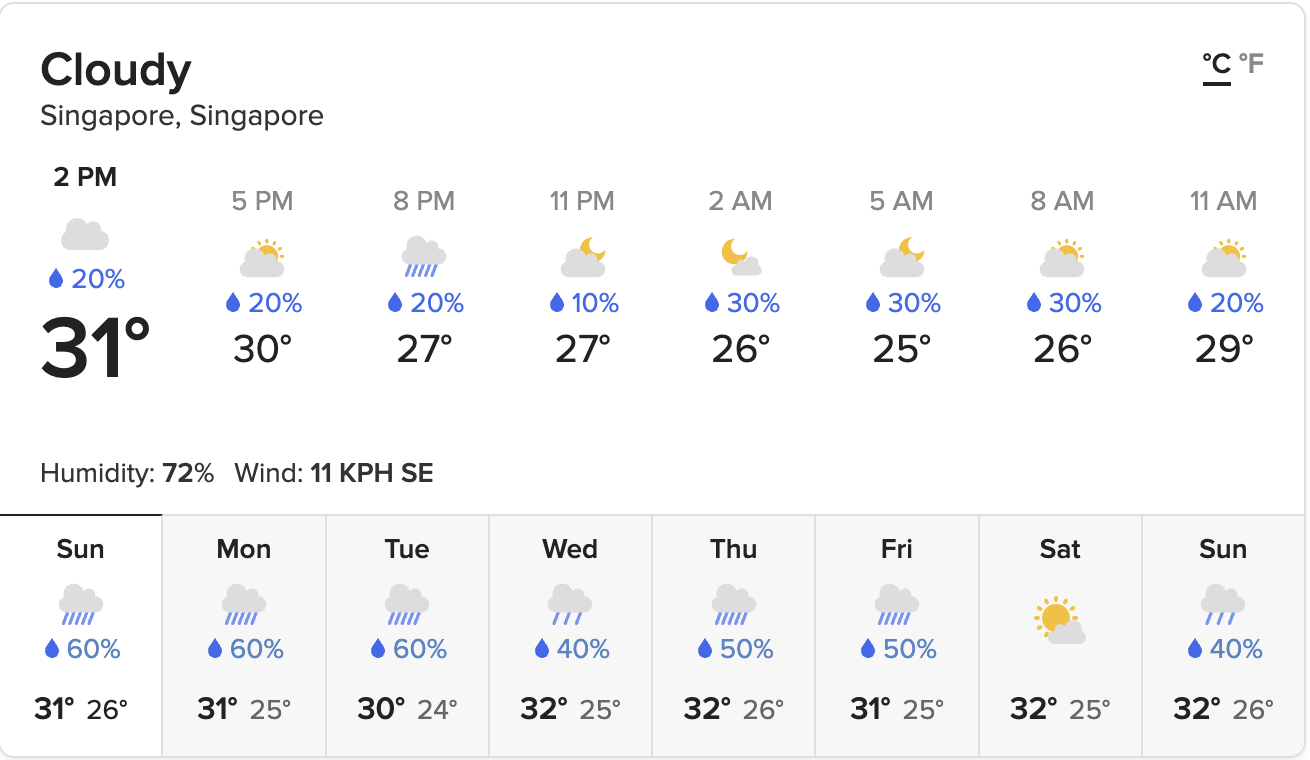 Cloudy
°C °F
Singapore, Singapore
2 PM 5 PM 8 PM 11 PM 2 AM 5 AM 8 AM 11 AM
20% 20% 20% 10% 30% 30% 30% 20%
31° 30° 27° 27° 26° 25° 26° 29°
Humidity: 72% Wind: 11 KPH SE
Sun Mon Tue Wed Thu Fri Sat Sun
60% 60% 60% 40% 50% 50% 40%
31° 26° 31° 25° 30° 24° 32° 25° 32° 26° 31° 25° 32° 25° 32° 26°